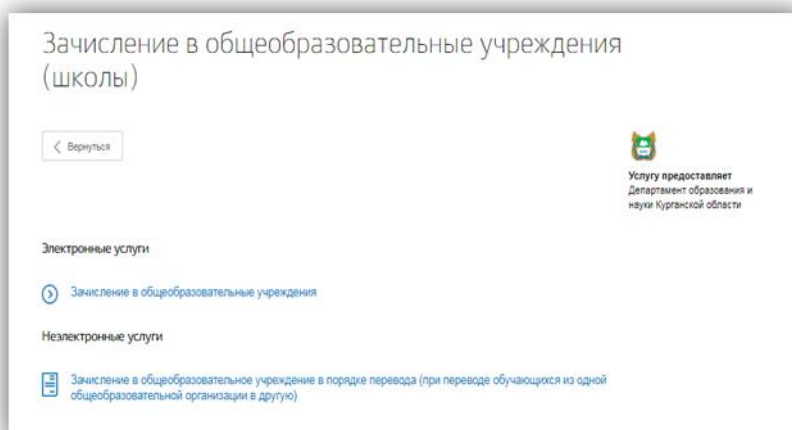 Зачисление в общеобразовательные учреждения
(школы)
Вернуться
Услугу предоставляет
Департамент образования и
науки Курганской области
Электронные услуги
Зачисление в общеобразовательные учреждения
Неэлектронные услуги
Зачисление в общеобразовательное учреждение в порядке перевода (при переводе обучающихся из одной
общеобразовательной организации в другую)